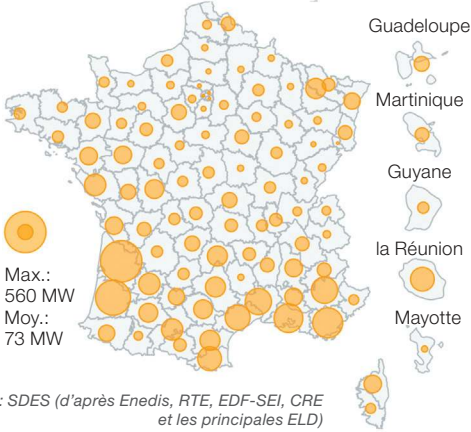 Guadeloupe
Martinique
Guyane
la Réunion
Mayotte
Max.:
560 MW
Moy.:
73 MW
: SDES (d'après Enedis, RTE, EDF-SEI, CRE
et les principales ELD)